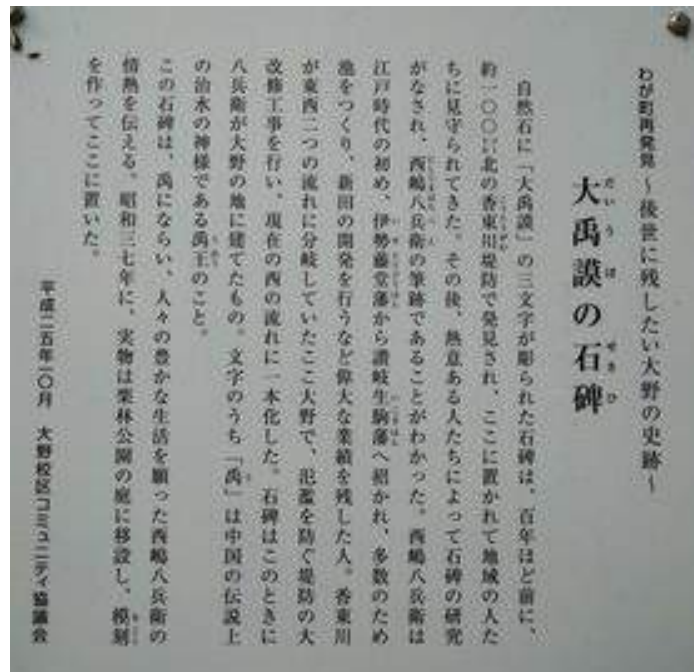 わが町再発見 ~後世に残したい大野の史跡~
大禹謨の石碑
自然石に「大禹謨」の三文字が彫られた石碑は、百年ほど前に、
約一〇〇㍍北の香東川堤防で発見され、ここに置かれて地域の人た
ちに見守られてきた。その後、熱意ある人たちによって石碑の研究
がなされ、西嶋八兵衛の筆跡であることがわかった。西嶋八兵衛は
江戸時代の初め、伊勢藤堂藩から讃岐生駒藩へ招かれ、多数のため
池をつくり、新田の開発を行うなど偉大な業績を残した人。香東川
が東西二つの流れに分岐していたここ大野で、氾濫を防ぐ堤防の大
改修工事を行い、現在の西の流れに一本化した。石碑はこのときに
八兵衛が大野の地に建てたもの。文字のうち「禹」は中国の伝説上
の治水の神様である禹王のこと。
この石碑は、禹にならい、人々の豊かな生活を願った西嶋八兵衛の
情熱を伝える。昭和三七年に、実物は栗林公園の庭に移設し、模刻
を作ってここに置いた。
平成二五年一〇月 大野校区コミュニティ協議会